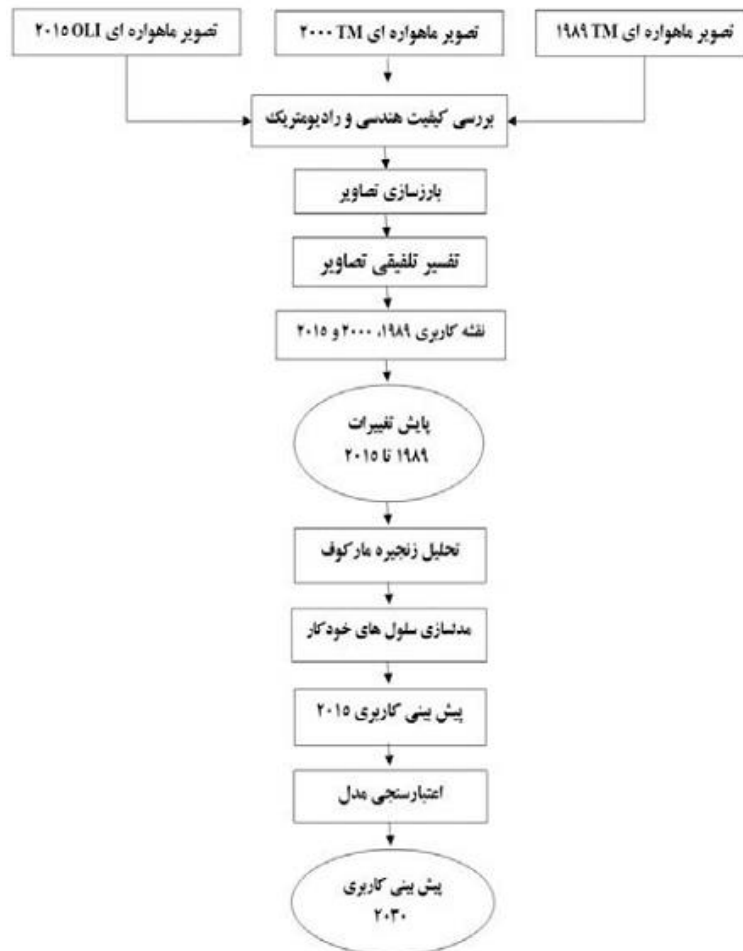 تصویر ماهواره ای ۱۹۸۹ TM
تصویر ماهواره ای ۲۰۰۰ TM
تصویر ماهواره ای ۲۰۱۵ OLI
بررسی کیفیت هندسی و رادیومتریک
بارزسازی تصاویر
تفسیر تلفیقی تصاویر
نقشه کاربری ۱۹۸۹، ۲۰۰۰ و ۲۰۱۵
پایش تغییرات
۱۹۸۹ تا ۲۰۱۵
تحلیل زنجیره مارکوف
مدلسازی سلول های خودکار
پیش بینی کاربری ۲۰۱۵
اعتبارسنجی مدل
پیش بینی کاربری
۲۰۳۰